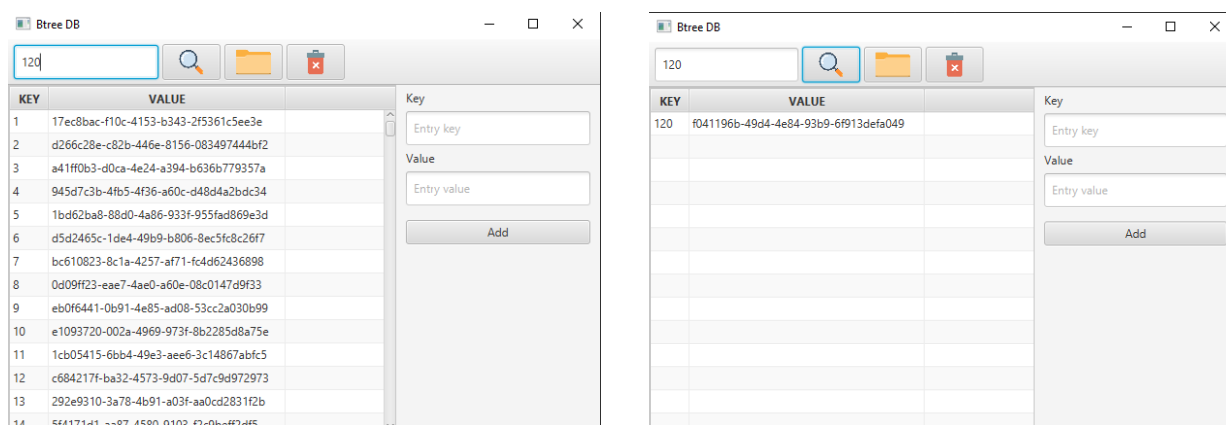 Btree DB
120
KEY VALUE
1 17ec8bac-f10c-4153-b343-2f5361c5ee3e
2 d266c28e-c82b-446e-8156-083497444bf2
3 a41ff0b3-d0ca-4e24-a394-b636b779357a
4 945d7c3b-4fb5-4f36-a60c-d48d4a2bdc34
5 1bd62ba8-88d0-4a86-933f-955fad869e3d
6 d5d2465c-1de4-49b9-b806-8ec5fc8c26f7
7 bc610823-8c1a-4257-af71-fc4d62436898
8 0d09ff23-eae7-4ae0-a60e-08c0147d9f33
9 eb0f6441-0b91-4e85-ad08-53cc2a030b99
10 e1093720-002a-4969-973f-8b2285d8a75e
11 1cb05415-6bb4-49e3-aee6-3c14867abfc5
12 c684217f-ba32-4573-9d07-5d7c9d972973
13 292e9310-3a78-4b91-a03f-aa0cd2831f2b
14
Key
Entry key
Value
Entry value
Add
Btree DB
120
KEY VALUE
120 f041196b-49d4-4e84-93b9-6f913defa049
Key
Entry key
Value
Entry value
Add